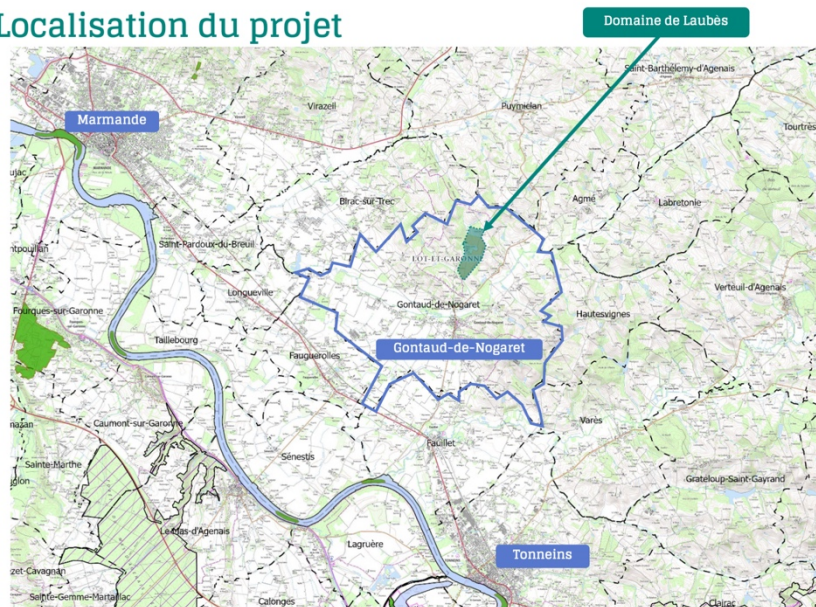 Localisation du projet
Domaine de Laubès
Saint-Barthélemy-d'Agenais
Marmande
Virazeil
Puymiclan
Tourtrès
Birac-sur-Trec
Agmé
Labretonie
Saint-Pardoux-du-Breuil
LOT-ET-GARONNE
Longueville
Verteuil-d'Agenais
Gontaud-de-Nogaret
Fourques-sur-Garonne
Hautesvignes
Taillebourg
Gontaud-de-Nogaret
Fauguerolles
Caumont-sur-Garonne
Varès
Fauillet
Sénestis
Sainte-Marthe
Grateloup-Saint-Gayrand
Le Mas-d'Agenais
Lagruère
Tonneins
Sainte-Gemme-Martaillac
Calonges
Clairac